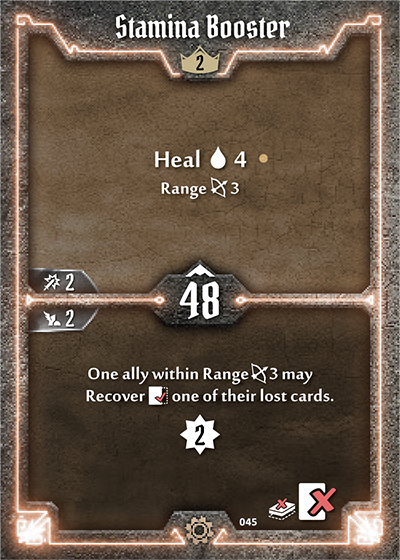 Stamina Booster
2
Heal 4
Range 3
2
48
2
One ally within Range 3 may
Recover one of their lost cards.
2
045